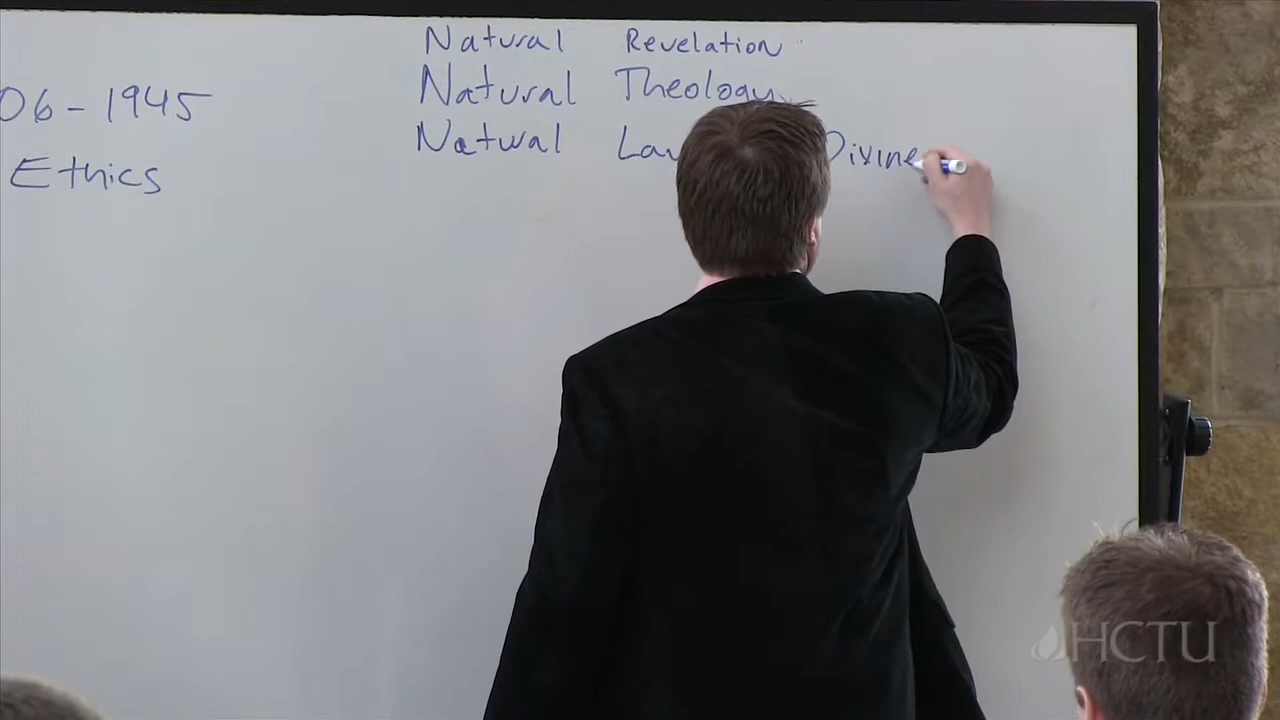 Natural Revelation
Natural Theology
06-1945
Natural Law Divine
Ethics
HCTU